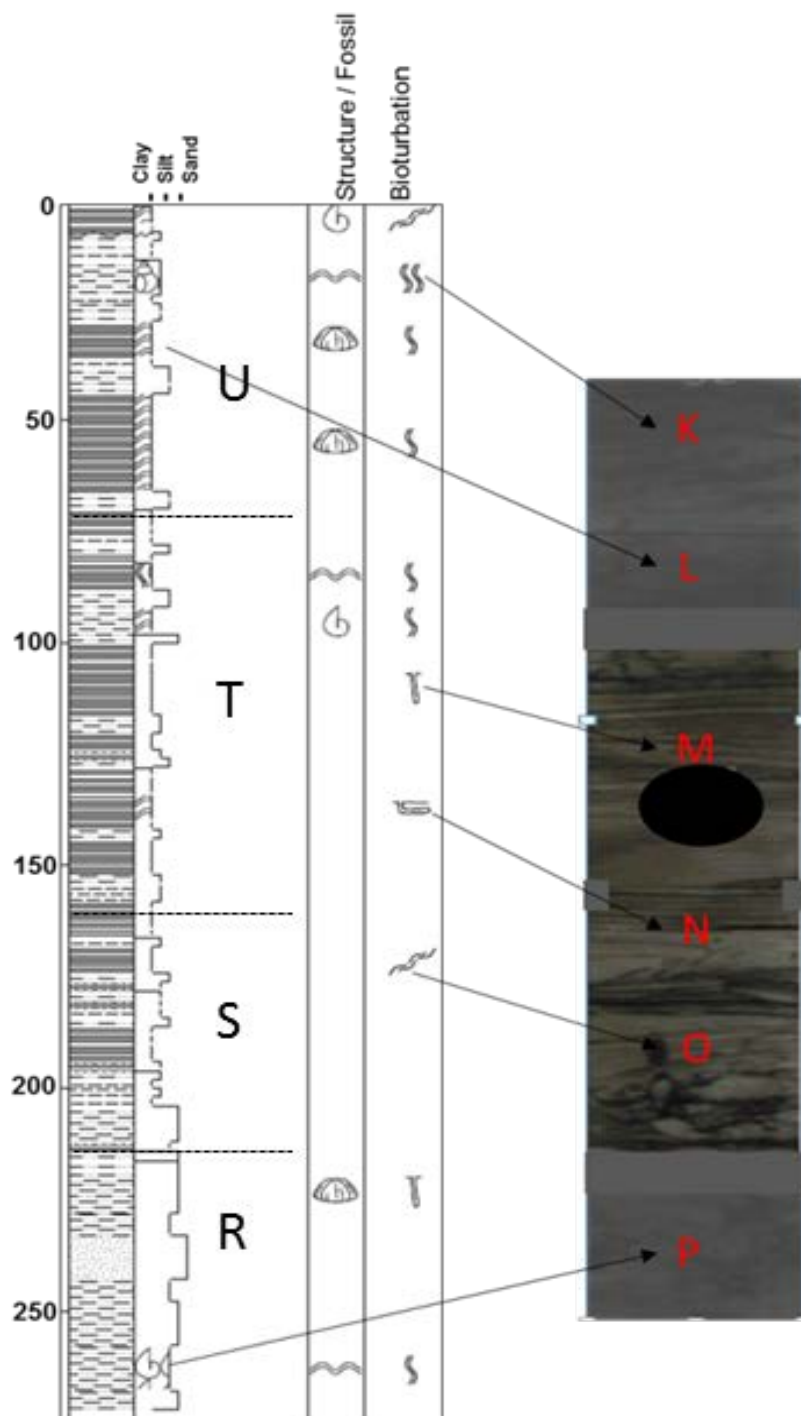 Clay
Silt
Sand
Structure / Fossil
Bioturbation
0
K
U
50
L
100
T
M
150
N
S
O
200
R
P
250